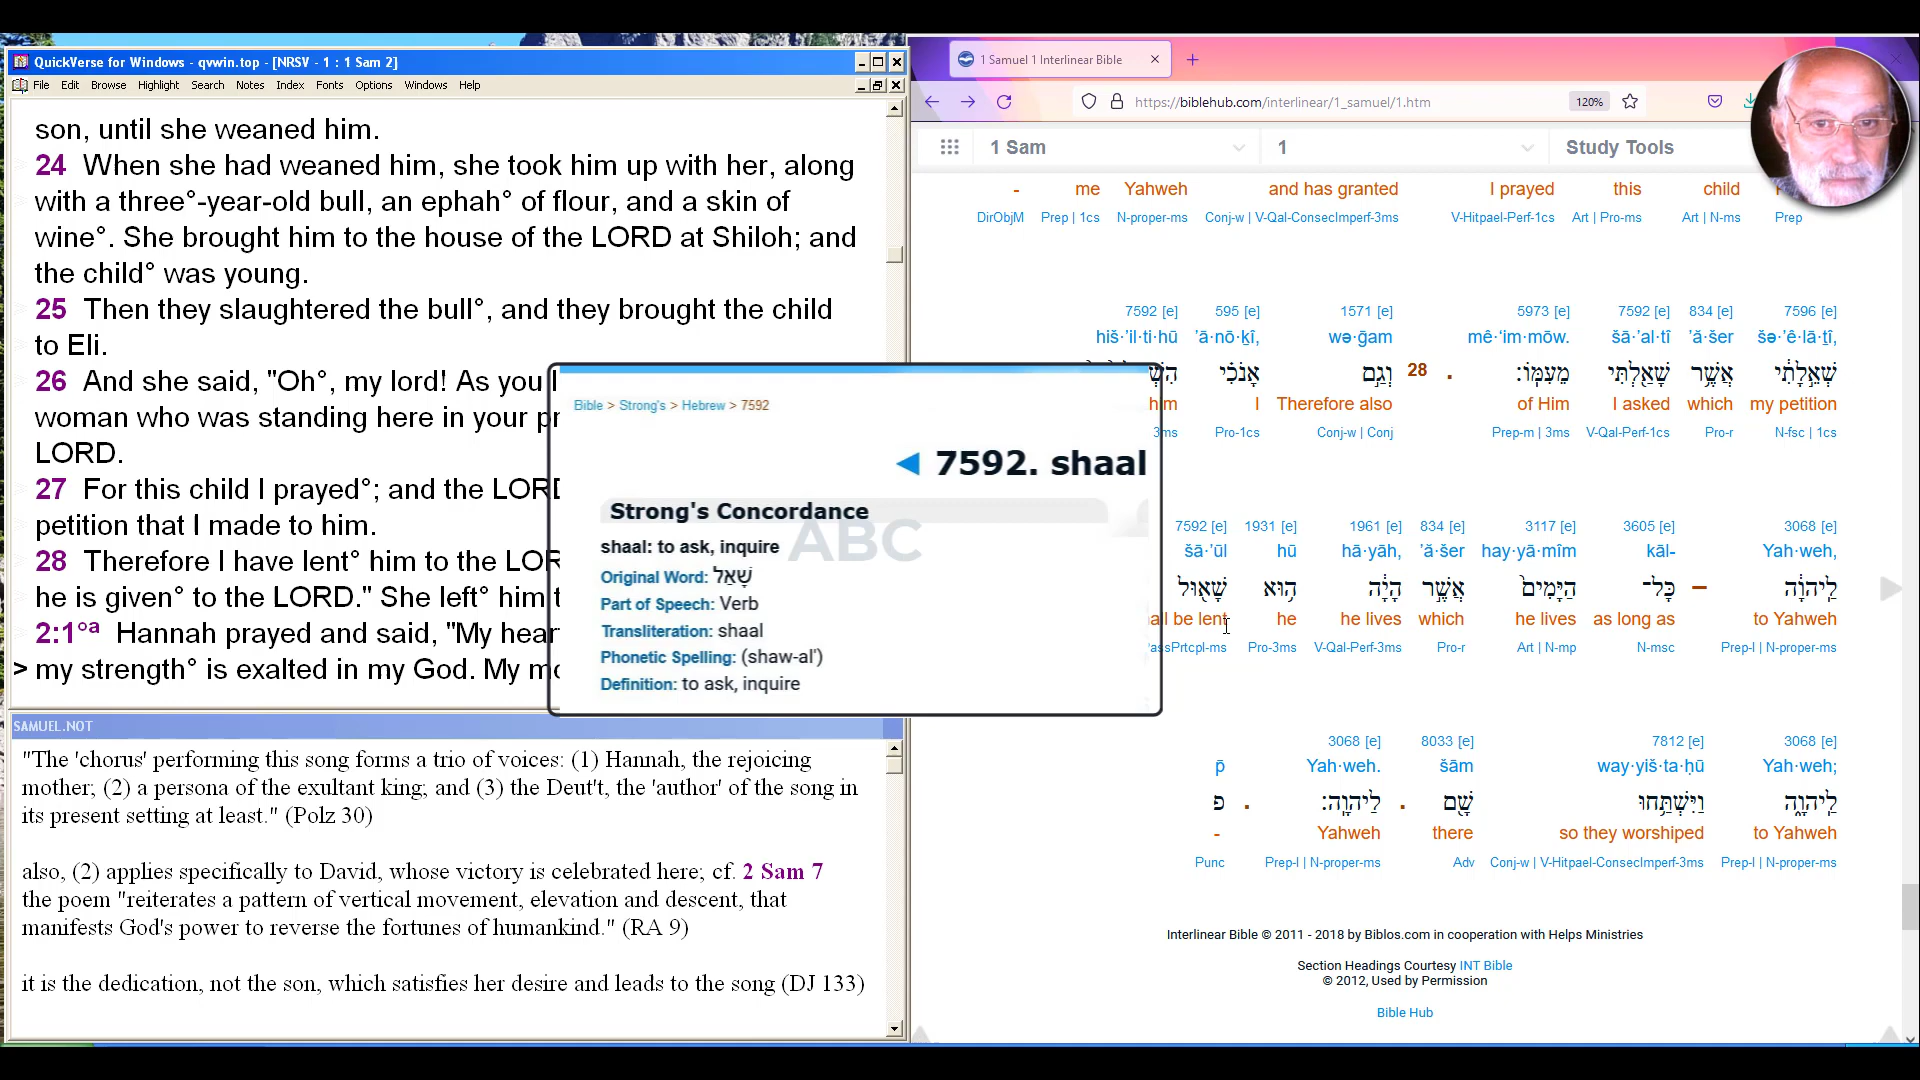 QuickVerse for Windows - qvwin.top - [NRSV - 1 : 1 Sam 2]
File Edit Browse Highlight Search Notes Index Fonts Options Windows Help
son, until she weaned him.
24 When she had weaned him, she took him up with her, along
with a three°-year-old bull, an ephah° of flour, and a skin of
wine°. She brought him to the house of the LORD at Shiloh; and
the child° was young.
25 Then they slaughtered the bull°, and they brought the child
to Eli.
26 And she said, "Oh°, my lord! As you
woman who was standing here in your
LORD.
27 For this child I prayed°; and the LORD
petition that I made to him.
28 Therefore I have lent° him to the LOR
he is given° to the LORD." She left° him
2:1°a Hannah prayed and said, "My hear
> my strength° is exalted in my God. My
SAMUEL.NOT
"The 'chorus' performing this song forms a trio of voices: (1) Hannah, the rejoicing
mother; (2) a persona of the exultant king; and (3) the Deut't, the 'author' of the song in
its present setting at least." (Polz 30)
also, (2) applies specifically to David, whose victory is celebrated here; cf. 2 Sam 7
the poem "reiterates a pattern of vertical movement, elevation and descent, that
manifests God's power to reverse the fortunes of humankind." (RA 9)
it is the dedication, not the son, which satisfies her desire and leads to the song (DJ 133)
Bible > Strong's > Hebrew > 7592
7592. shaal
Strong's Concordance
ABC
shaal: to ask, inquire
Original Word: שָׁאַל
Part of Speech: Verb
Transliteration: shaal
Phonetic Spelling: (shaw-al')
Definition: to ask, inquire
1 Samuel 1 Interlinear Bible
https://biblehub.com/interlinear/1_samuel/1.htm 120%
1 Sam 1 Study Tools
- me Yahweh and has granted I prayed this child
DirObjM Prep | 1cs N-proper-ms Conj-w | V-Qal-ConsecImperf-3ms V-Hitpael-Perf-1cs Art | Pro-ms Art | N-ms Prep
7592 [e] 595 [e] 1571 [e] 5973 [e] 7592 [e] 834 [e] 7596 [e]
hiš·’il·ti·hū ’ā·nō·ḵî, wə·ḡam mê·‘im·mōw. šā·’al·tî ’ă·šer šə·’ê·lā·ṯî,
אָנֹכִ֗י וְגַ֣ם 28 . מֵעִמּֽוֹ׃ שָׁאַ֖לְתִּי אֲשֶׁ֥ר שְׁאֵ֣לָתִ֔י
him I Therefore also of Him I asked which my petition
3ms Pro-1cs Conj-w | Conj Prep-m | 3ms V-Qal-Perf-1cs Pro-r N-fsc | 1cs
7592 [e] 1931 [e] 1961 [e] 834 [e] 3117 [e] 3605 [e] 3068 [e]
šā·’ūl hū hā·yāh, ’ă·šer hay·yā·mîm kāl- Yah·weh,
שָׁא֖וּל ה֥וּא הָיָ֔ה אֲשֶׁ֣ר הַיָּמִים֙ כָּל־ – לַֽיהוָ֔ה
all be lent he he lives which he lives as long as to Yahweh
assPrtcpl-ms Pro-3ms V-Qal-Perf-3ms Pro-r Art | N-mp N-msc Prep-l | N-proper-ms
3068 [e] 8033 [e] 7812 [e] 3068 [e]
p̄ Yah·weh. šām way·yiš·ta·ḥū Yah·weh;
פ . לַיהוָֽה׃ . שָׁ֖ם וַיִּשְׁתַּ֥חוּ לַֽיהוָ֑ה
- Yahweh there so they worshiped to Yahweh
Punc Prep-l | N-proper-ms Adv Conj-w | V-Hitpael-ConsecImperf-3ms Prep-l | N-proper-ms
Interlinear Bible © 2011 - 2018 by Biblos.com in cooperation with Helps Ministries
Section Headings Courtesy INT Bible
© 2012, Used by Permission
Bible Hub